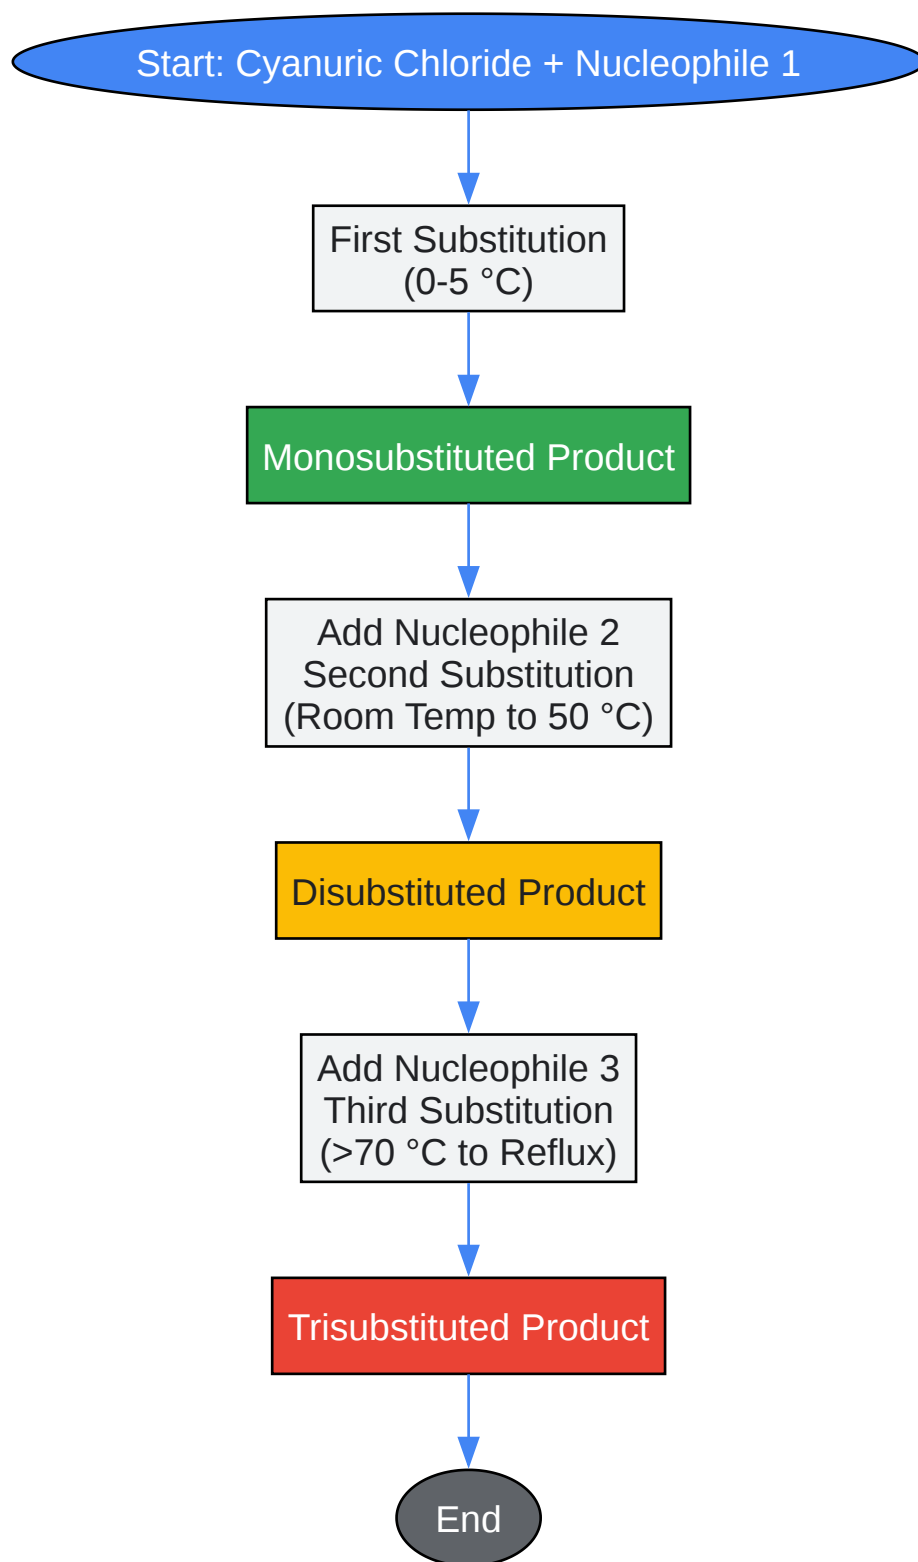 Start: Cyanuric Chloride + Nucleophile 1
First Substitution
(0-5 °C)
Monosubstituted Product
Add Nucleophile 2
Second Substitution
(Room Temp to 50 °C)
Disubstituted Product
Add Nucleophile 3
Third Substitution
(>70 °C to Reflux)
Trisubstituted Product
End